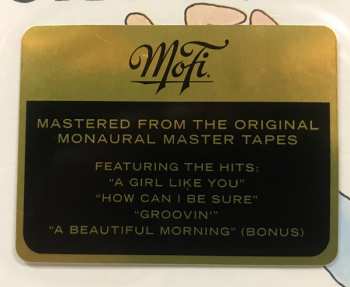 MoFi.
MASTERED FROM THE ORIGINAL
MONAURAL MASTER TAPES
FEATURING THE HITS:
“A GIRL LIKE YOU”
“HOW CAN I BE SURE”
“GROOVIN’”
“A BEAUTIFUL MORNING” (BONUS)